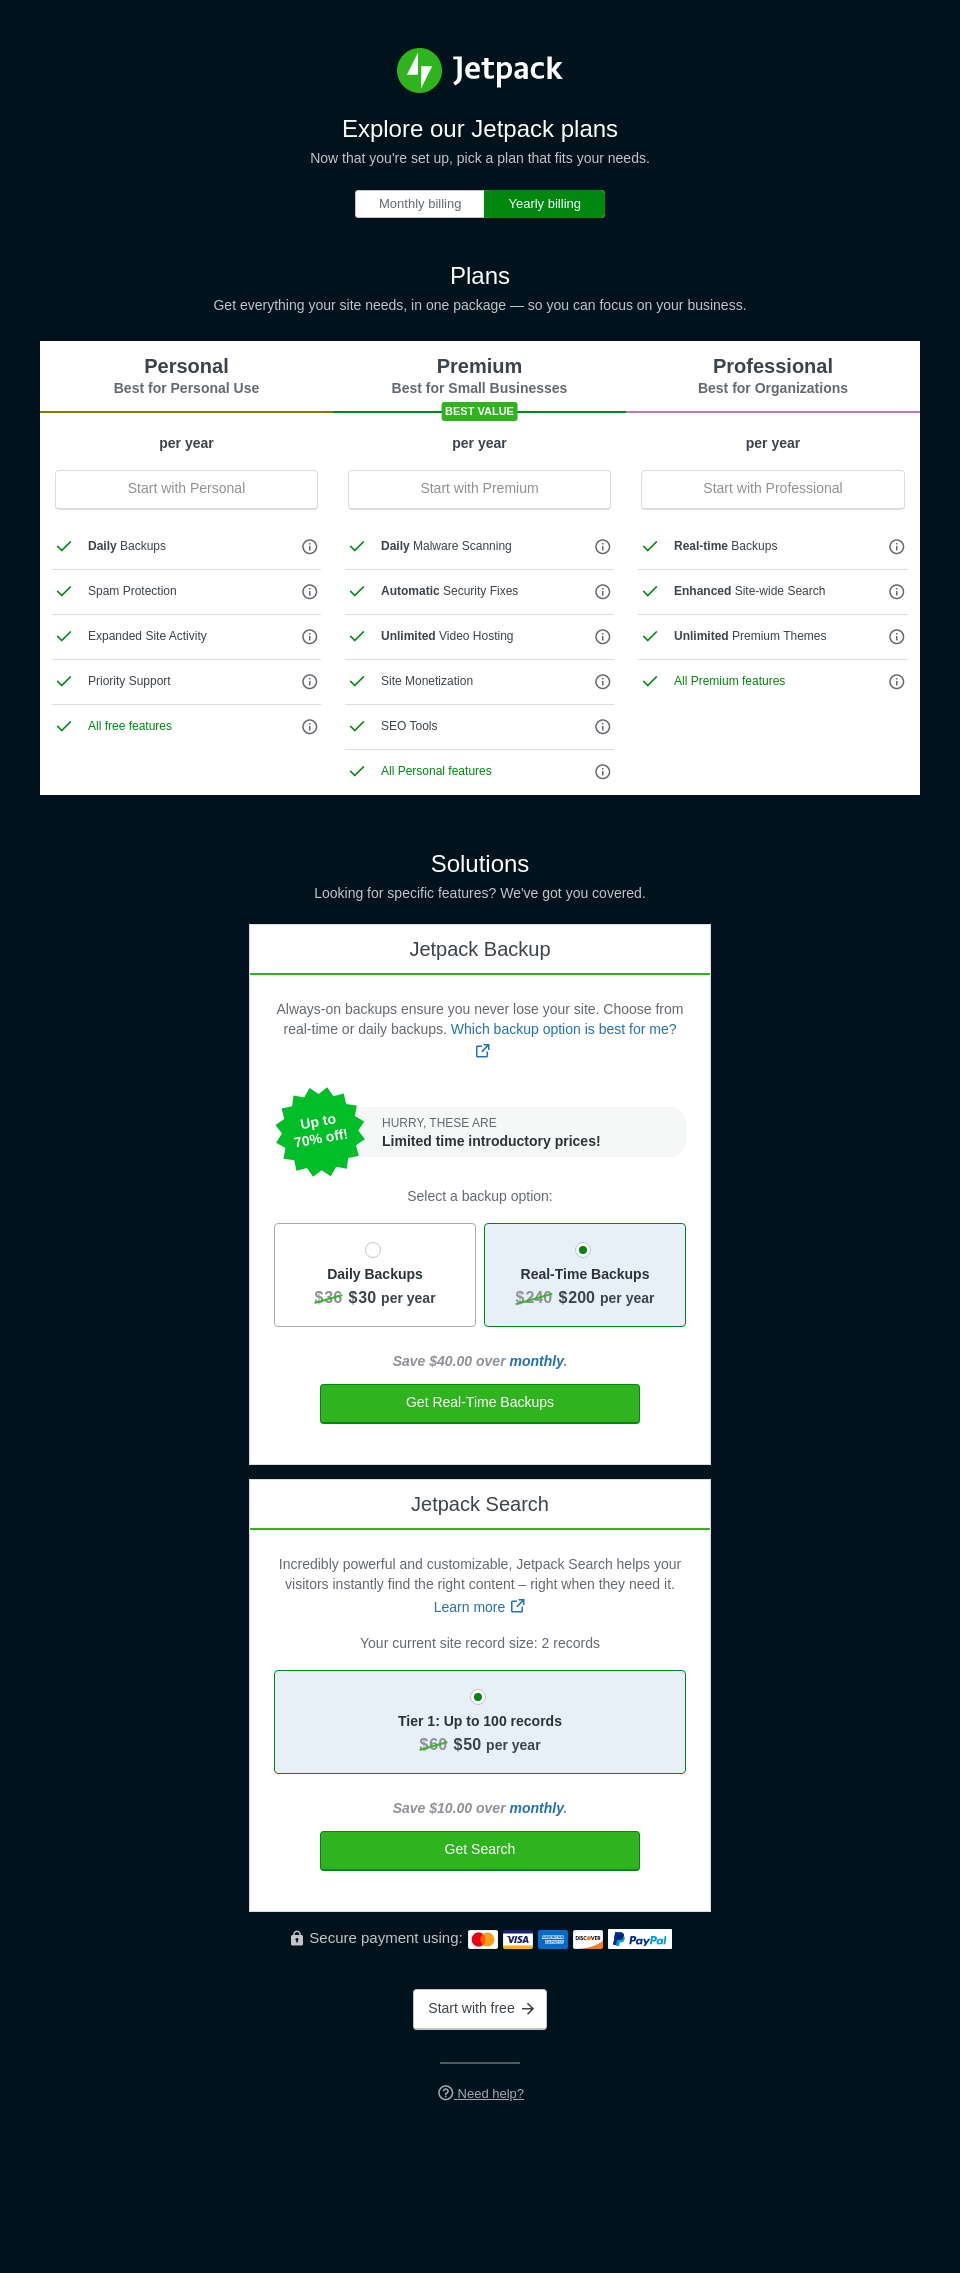 Jetpack
Explore our Jetpack plans
Now that you're set up, pick a plan that fits your needs.
Monthly billing
Yearly billing
Plans
Get everything your site needs, in one package — so you can focus on your business.
Personal
Best for Personal Use
per year
Start with Personal
Daily Backups
Spam Protection
Expanded Site Activity
Priority Support
All free features
Premium
Best for Small Businesses
BEST VALUE
per year
Start with Premium
Daily Malware Scanning
Automatic Security Fixes
Unlimited Video Hosting
Site Monetization
SEO Tools
All Personal features
Professional
Best for Organizations
per year
Start with Professional
Real-time Backups
Enhanced Site-wide Search
Unlimited Premium Themes
All Premium features
Solutions
Looking for specific features? We've got you covered.
Jetpack Backup
Always-on backups ensure you never lose your site. Choose from
real-time or daily backups. Which backup option is best for me?
Up to
70% off!
HURRY, THESE ARE
Limited time introductory prices!
Select a backup option:
Daily Backups
$36 $30 per year
Real-Time Backups
$240 $200 per year
Save $40.00 over monthly.
Get Real-Time Backups
Jetpack Search
Incredibly powerful and customizable, Jetpack Search helps your
visitors instantly find the right content – right when they need it.
Learn more
Your current site record size: 2 records
Tier 1: Up to 100 records
$60 $50 per year
Save $10.00 over monthly.
Get Search
Secure payment using: VISA AMERICAN EXPRESS DISCOVER PayPal
Start with free
Need help?